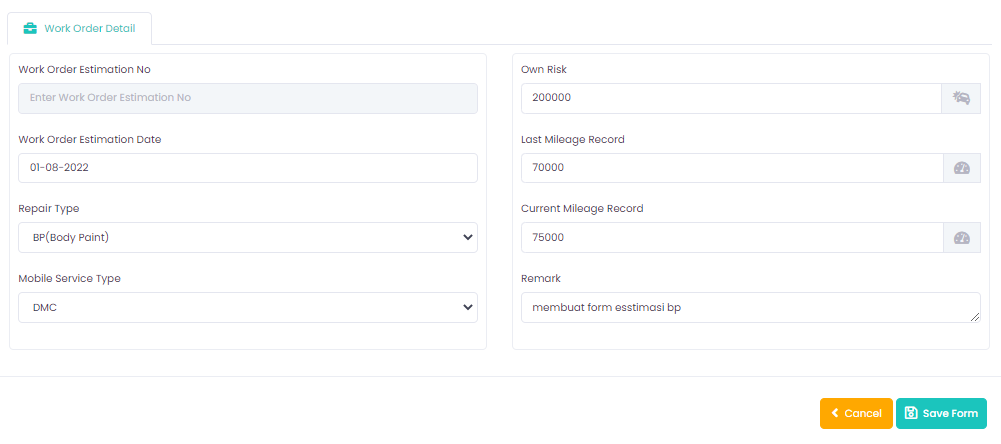 Work Order Detail
Work Order Estimation No
Enter Work Order Estimation No
Work Order Estimation Date
01-08-2022
Repair Type
BP(Body Paint)
Mobile Service Type
DMC
Own Risk
200000
Last Mileage Record
70000
Current Mileage Record
75000
Remark
membuat form esstimasi bp
Cancel
Save Form